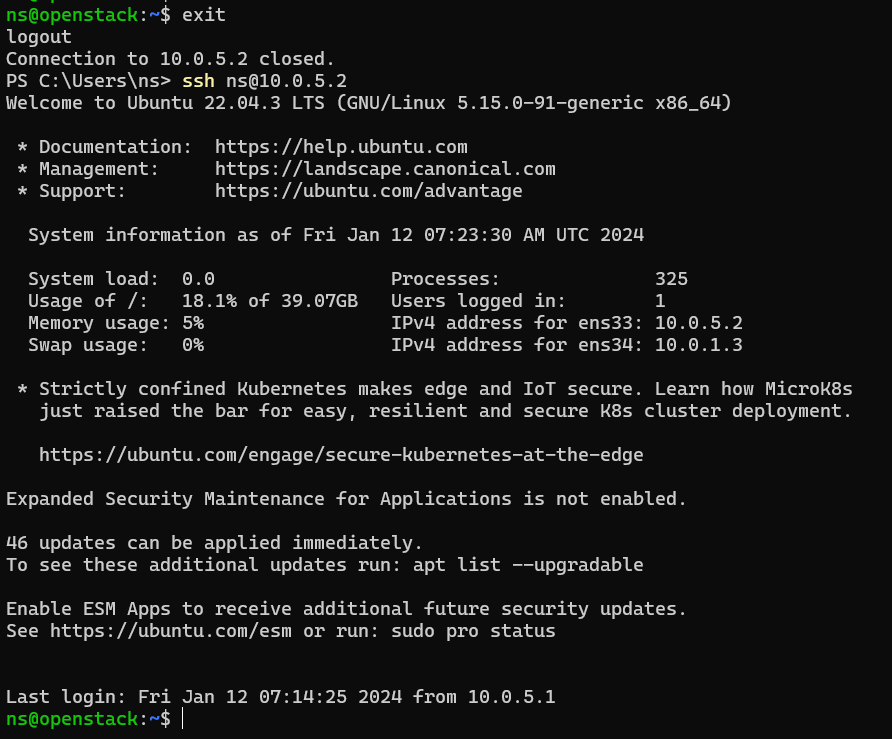 ns@openstack:~$ exit
logout
Connection to 10.0.5.2 closed.
PS C:\Users\ns> ssh ns@10.0.5.2
Welcome to Ubuntu 22.04.3 LTS (GNU/Linux 5.15.0-91-generic x86_64)

 * Documentation:  https://help.ubuntu.com
 * Management:     https://landscape.canonical.com
 * Support:        https://ubuntu.com/advantage

  System information as of Fri Jan 12 07:23:30 AM UTC 2024

  System load:  0.0                Processes:              325
  Usage of /:   18.1% of 39.07GB   Users logged in:        1
  Memory usage: 5%                 IPv4 address for ens33: 10.0.5.2
  Swap usage:   0%                 IPv4 address for ens34: 10.0.1.3

 * Strictly confined Kubernetes makes edge and IoT secure. Learn how MicroK8s
   just raised the bar for easy, resilient and secure K8s cluster deployment.

   https://ubuntu.com/engage/secure-kubernetes-at-the-edge

Expanded Security Maintenance for Applications is not enabled.

46 updates can be applied immediately.
To see these additional updates run: apt list --upgradable

Enable ESM Apps to receive additional future security updates.
See https://ubuntu.com/esm or run: sudo pro status


Last login: Fri Jan 12 07:14:25 2024 from 10.0.5.1
ns@openstack:~$